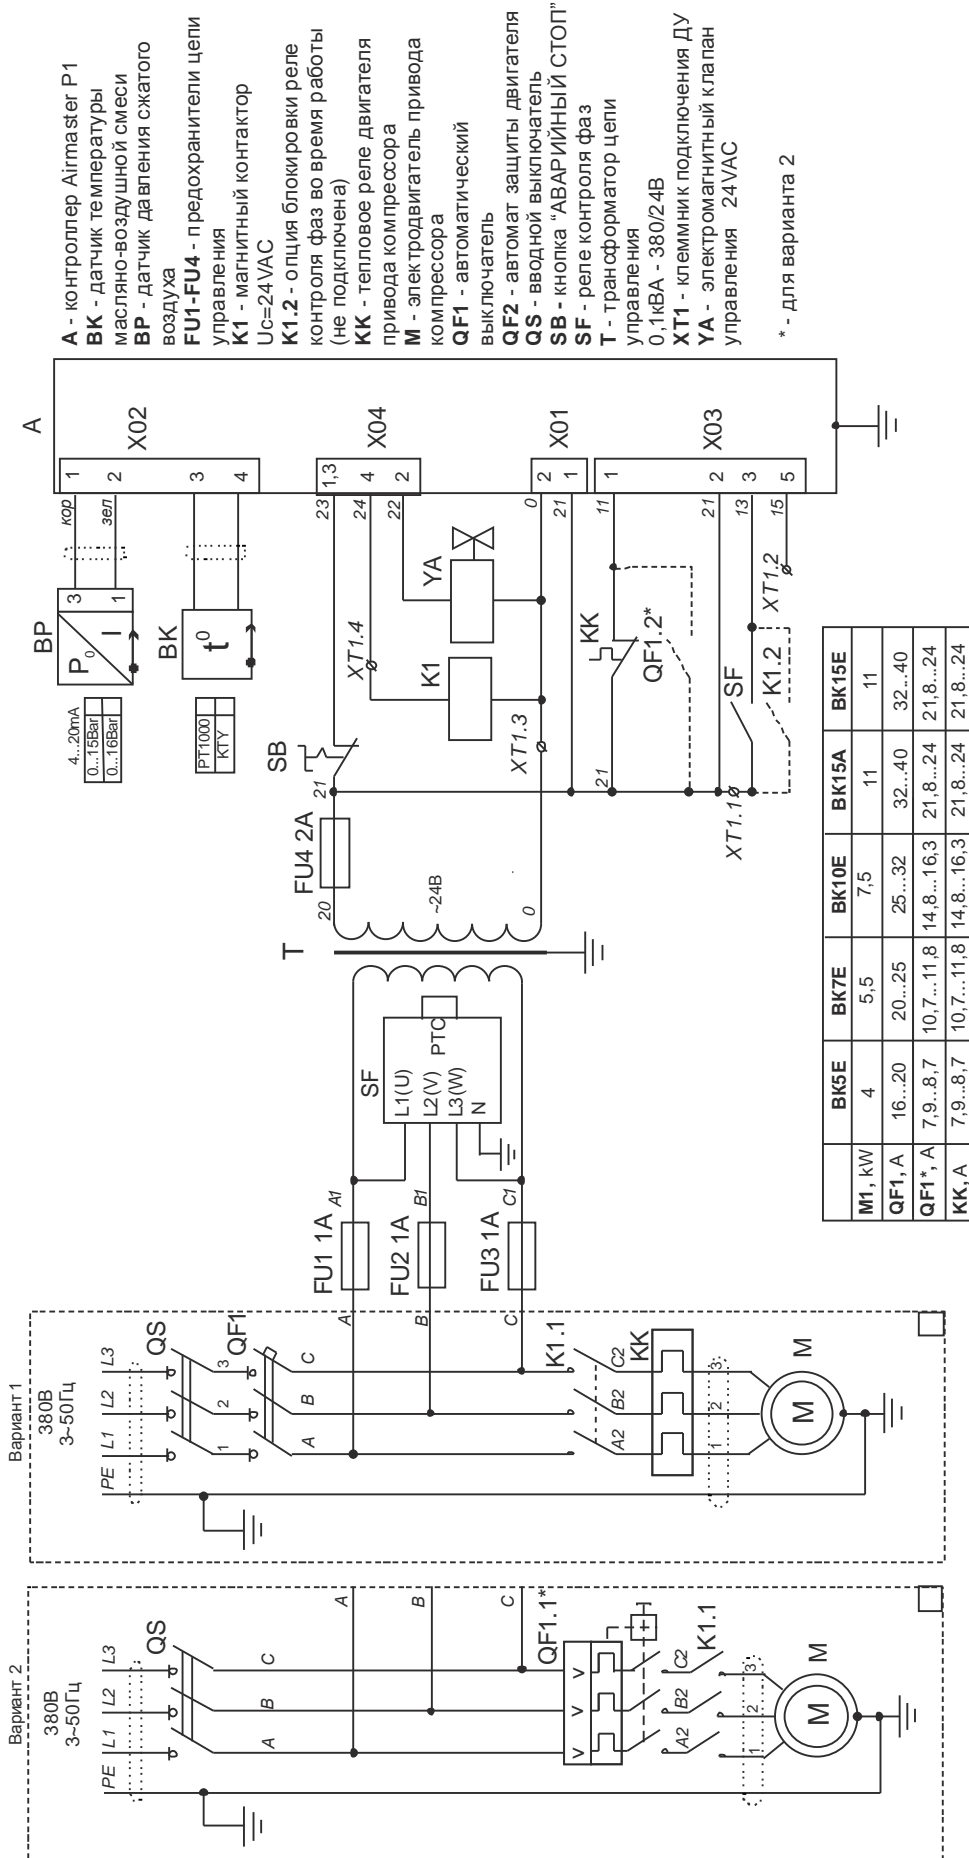 A - контроллер Airmaster P1
BK - датчик температуры
масляно-воздушной смеси
BP - датчик давления сжатого
воздуха
FU1-FU4 - предохранители цепи
управления
K1 - магнитный контактор
Uc=24VAC
K1.2 - опция блокировки реле
контроля фаз во время работы
(не подключена)
KK - тепловое реле двигателя
привода компрессора
M - электродвигатель привода
компрессора
QF1 - автоматический
выключатель
QF2 - автомат защиты двигателя
QS - вводной выключатель
SB - кнопка “АВАРИЙНЫЙ СТОП”
SF - реле контроля фаз
T - трансформатор цепи
управления
0,1кВА - 380/24В
XT1 - клеммник подключения ДУ
YA - электромагнитный клапан
управления 24VAC
* - для варианта 2
A
X02
1
2
3
4
X04
1,3
4
2
X01
2
1
X03
1
2
3
5
кор
зел
23
24
22
0
21
11
21
13
15
BP
3
1
P0
I
4...20mA
0...15Bar
0...16Bar
BK
t0
PT1000
KTY
SB
21
XT1.4
K1
YA
XT1.3
KK
QF1.2*
21
SF
K1.2
XT1.2
XT1.1
FU4 2A
20
~24В
0
T
SF
L1(U)
L2(V)
L3(W)
N
PTC
A1
B1
C1
FU1 1A
FU2 1A
FU3 1A
A
B
C
Вариант 1
380В
3~50Гц
PE
L1
L2
L3
QS
1
2
3
QF1
A
B
C
K1.1
A2
B2
C2
KK
1
2
3
M
M
Вариант 2
380В
3~50Гц
PE
L1
L2
L3
QS
A
B
C
A
B
C
QF1.1*
V
V
V
A2
B2
C2
K1.1
1
2
3
M
M
BK5E BK7E BK10E BK15A BK15E
M1, kW 4 5,5 7,5 11 11
QF1, A 16...20 20...25 25...32 32...40 32...40
QF1*, A 7,9...8,7 10,7...11,8 14,8...16,3 21,8...24 21,8...24
KK, A 7,9...8,7 10,7...11,8 14,8...16,3 21,8...24 21,8...24